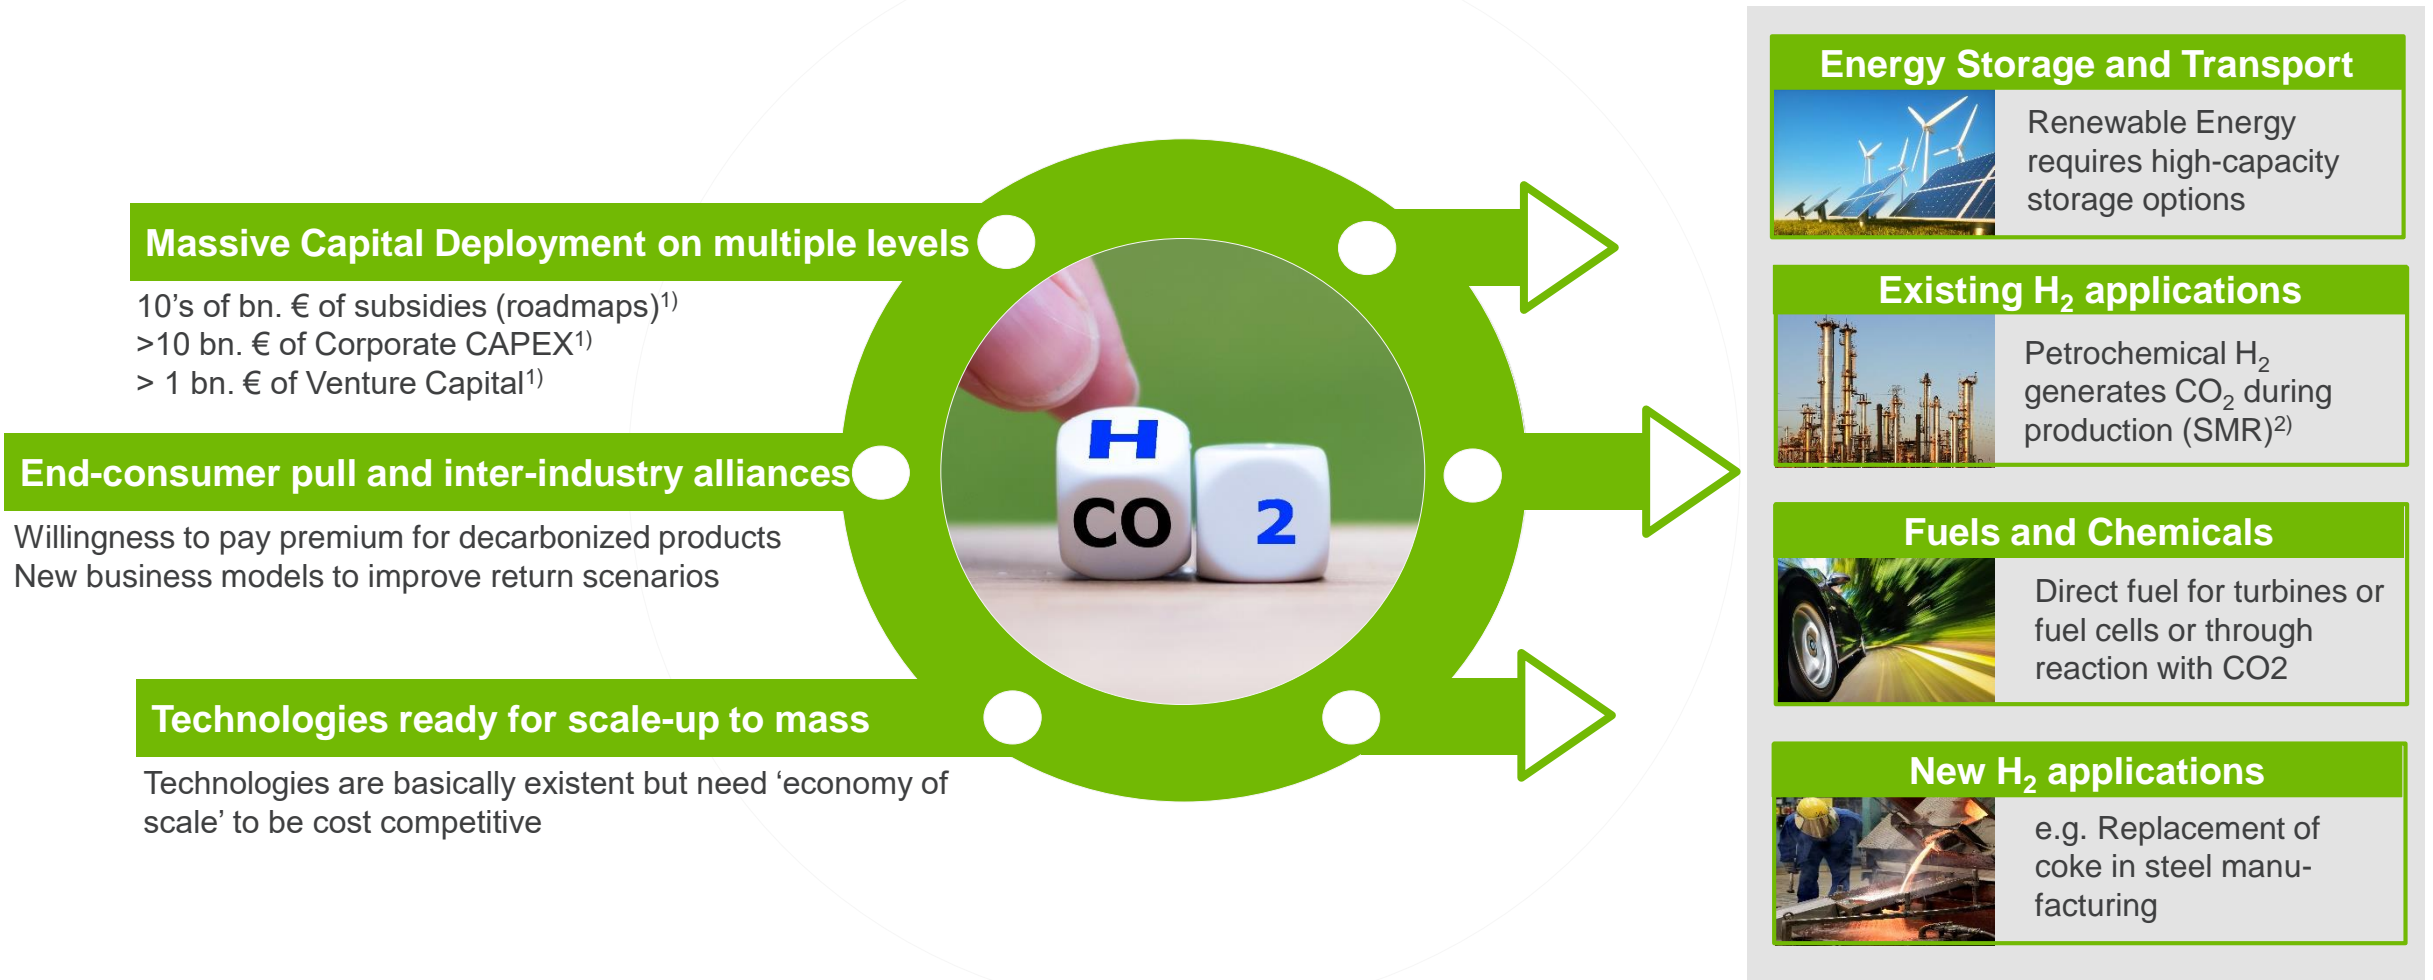 Massive Capital Deployment on multiple levels
10's of bn. € of subsidies (roadmaps)1)
>10 bn. € of Corporate CAPEX1)
> 1 bn. € of Venture Capital1)
End-consumer pull and inter-industry alliances
Willingness to pay premium for decarbonized products
New business models to improve return scenarios
Technologies ready for scale-up to mass
Technologies are basically existent but need ‘economy of
scale’ to be cost competitive
H
CO 2
Energy Storage and Transport
Renewable Energy
requires high-capacity
storage options
Existing H2 applications
Petrochemical H2
generates CO2 during
production (SMR)2)
Fuels and Chemicals
Direct fuel for turbines or
fuel cells or through
reaction with CO2
New H2 applications
e.g. Replacement of
coke in steel manu-
facturing